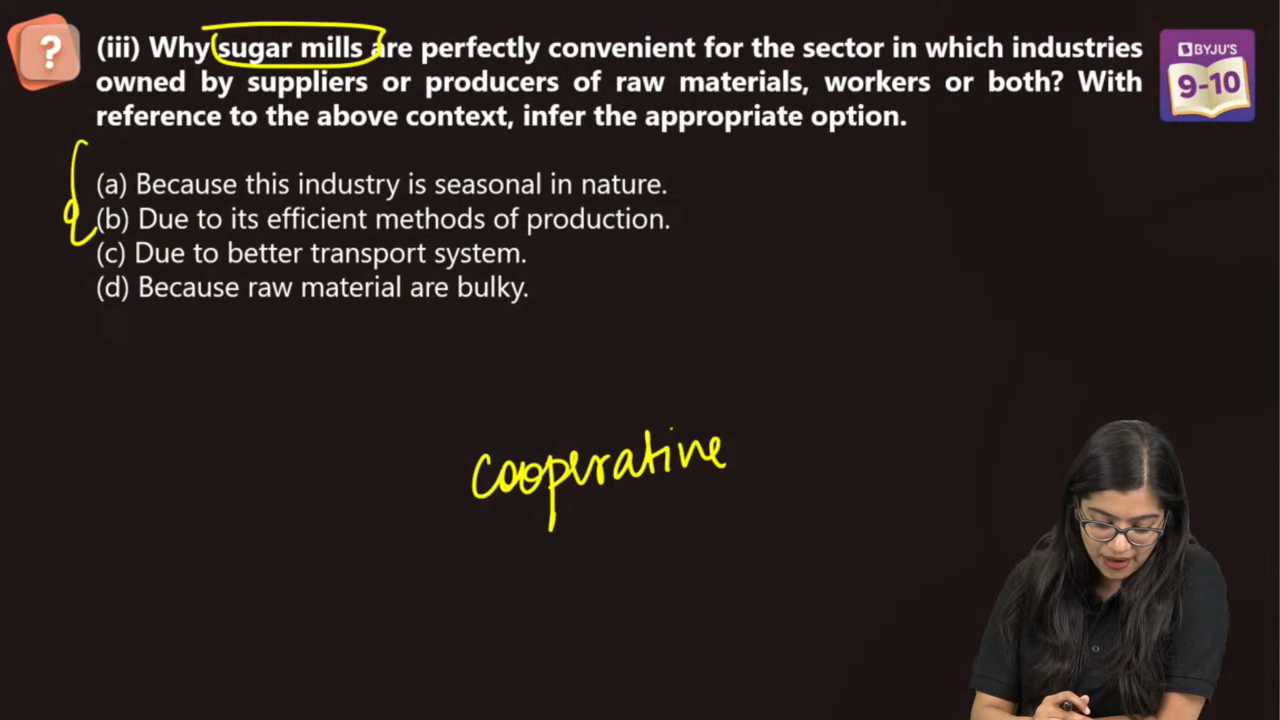 ?
(iii) Why sugar mills are perfectly convenient for the sector in which industries
owned by suppliers or producers of raw materials, workers or both? With
reference to the above context, infer the appropriate option.
BYJU'S
9-10
(a) Because this industry is seasonal in nature.
(b) Due to its efficient methods of production.
(c) Due to better transport system.
(d) Because raw material are bulky.
cooperative